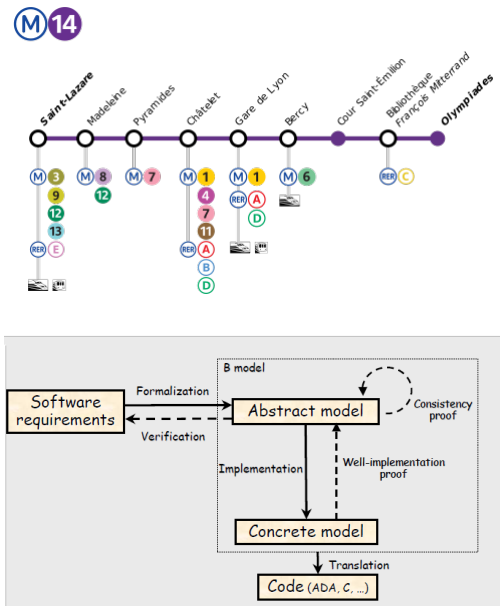 M 14
Saint-Lazare
Madeleine
Pyramides
Châtelet
Gare de Lyon
Bercy
Cour Saint-Émilion
Bibliothèque
François Mitterrand
Olympiades
M 3
9
12
13
RER E
M 8
12
M 7
M 1
4
7
11
RER A
B
D
M 1
RER A
D
M 6
RER C
B model
Software
requirements
Formalization
Verification
Abstract model
Consistency
proof
Implementation
Well-implementation
proof
Concrete model
Translation
Code (ADA, C, ...)